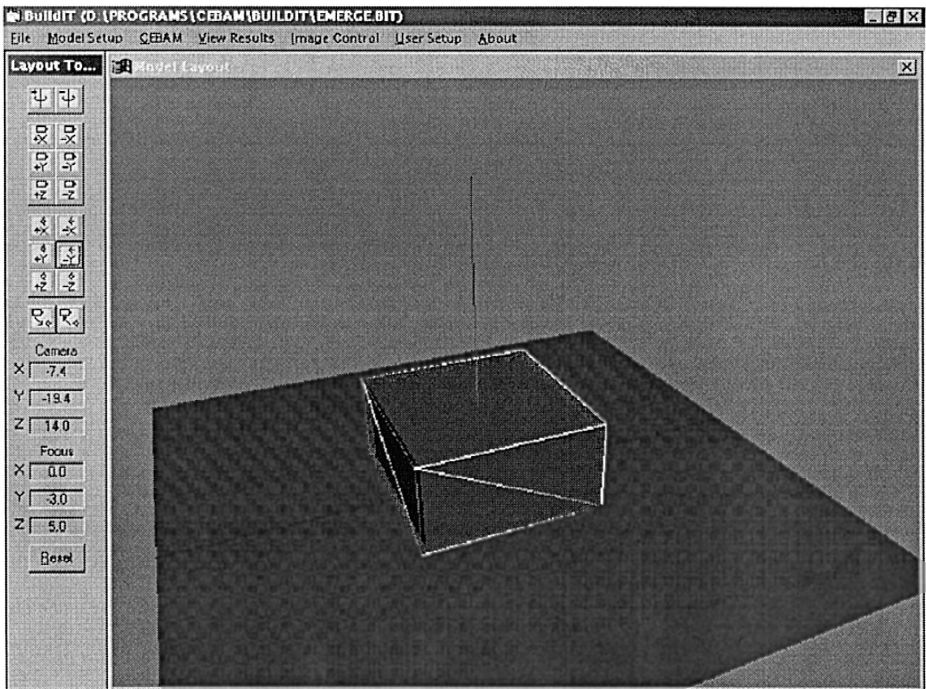 BuildIT (D:\PROGRAMS\CEBAM\BUILDIT\EMERGE.BIT)
File Model Setup CEBAM View Results Image Control User Setup About
Layout To...
Model Layout
+X -X
+Y -Y
+Z -Z
+X -X
+Y -Y
+Z -Z
Camera
X -7.4
Y -19.4
Z 14.0
Focus
X 0.0
Y -3.0
Z 5.0
Reset